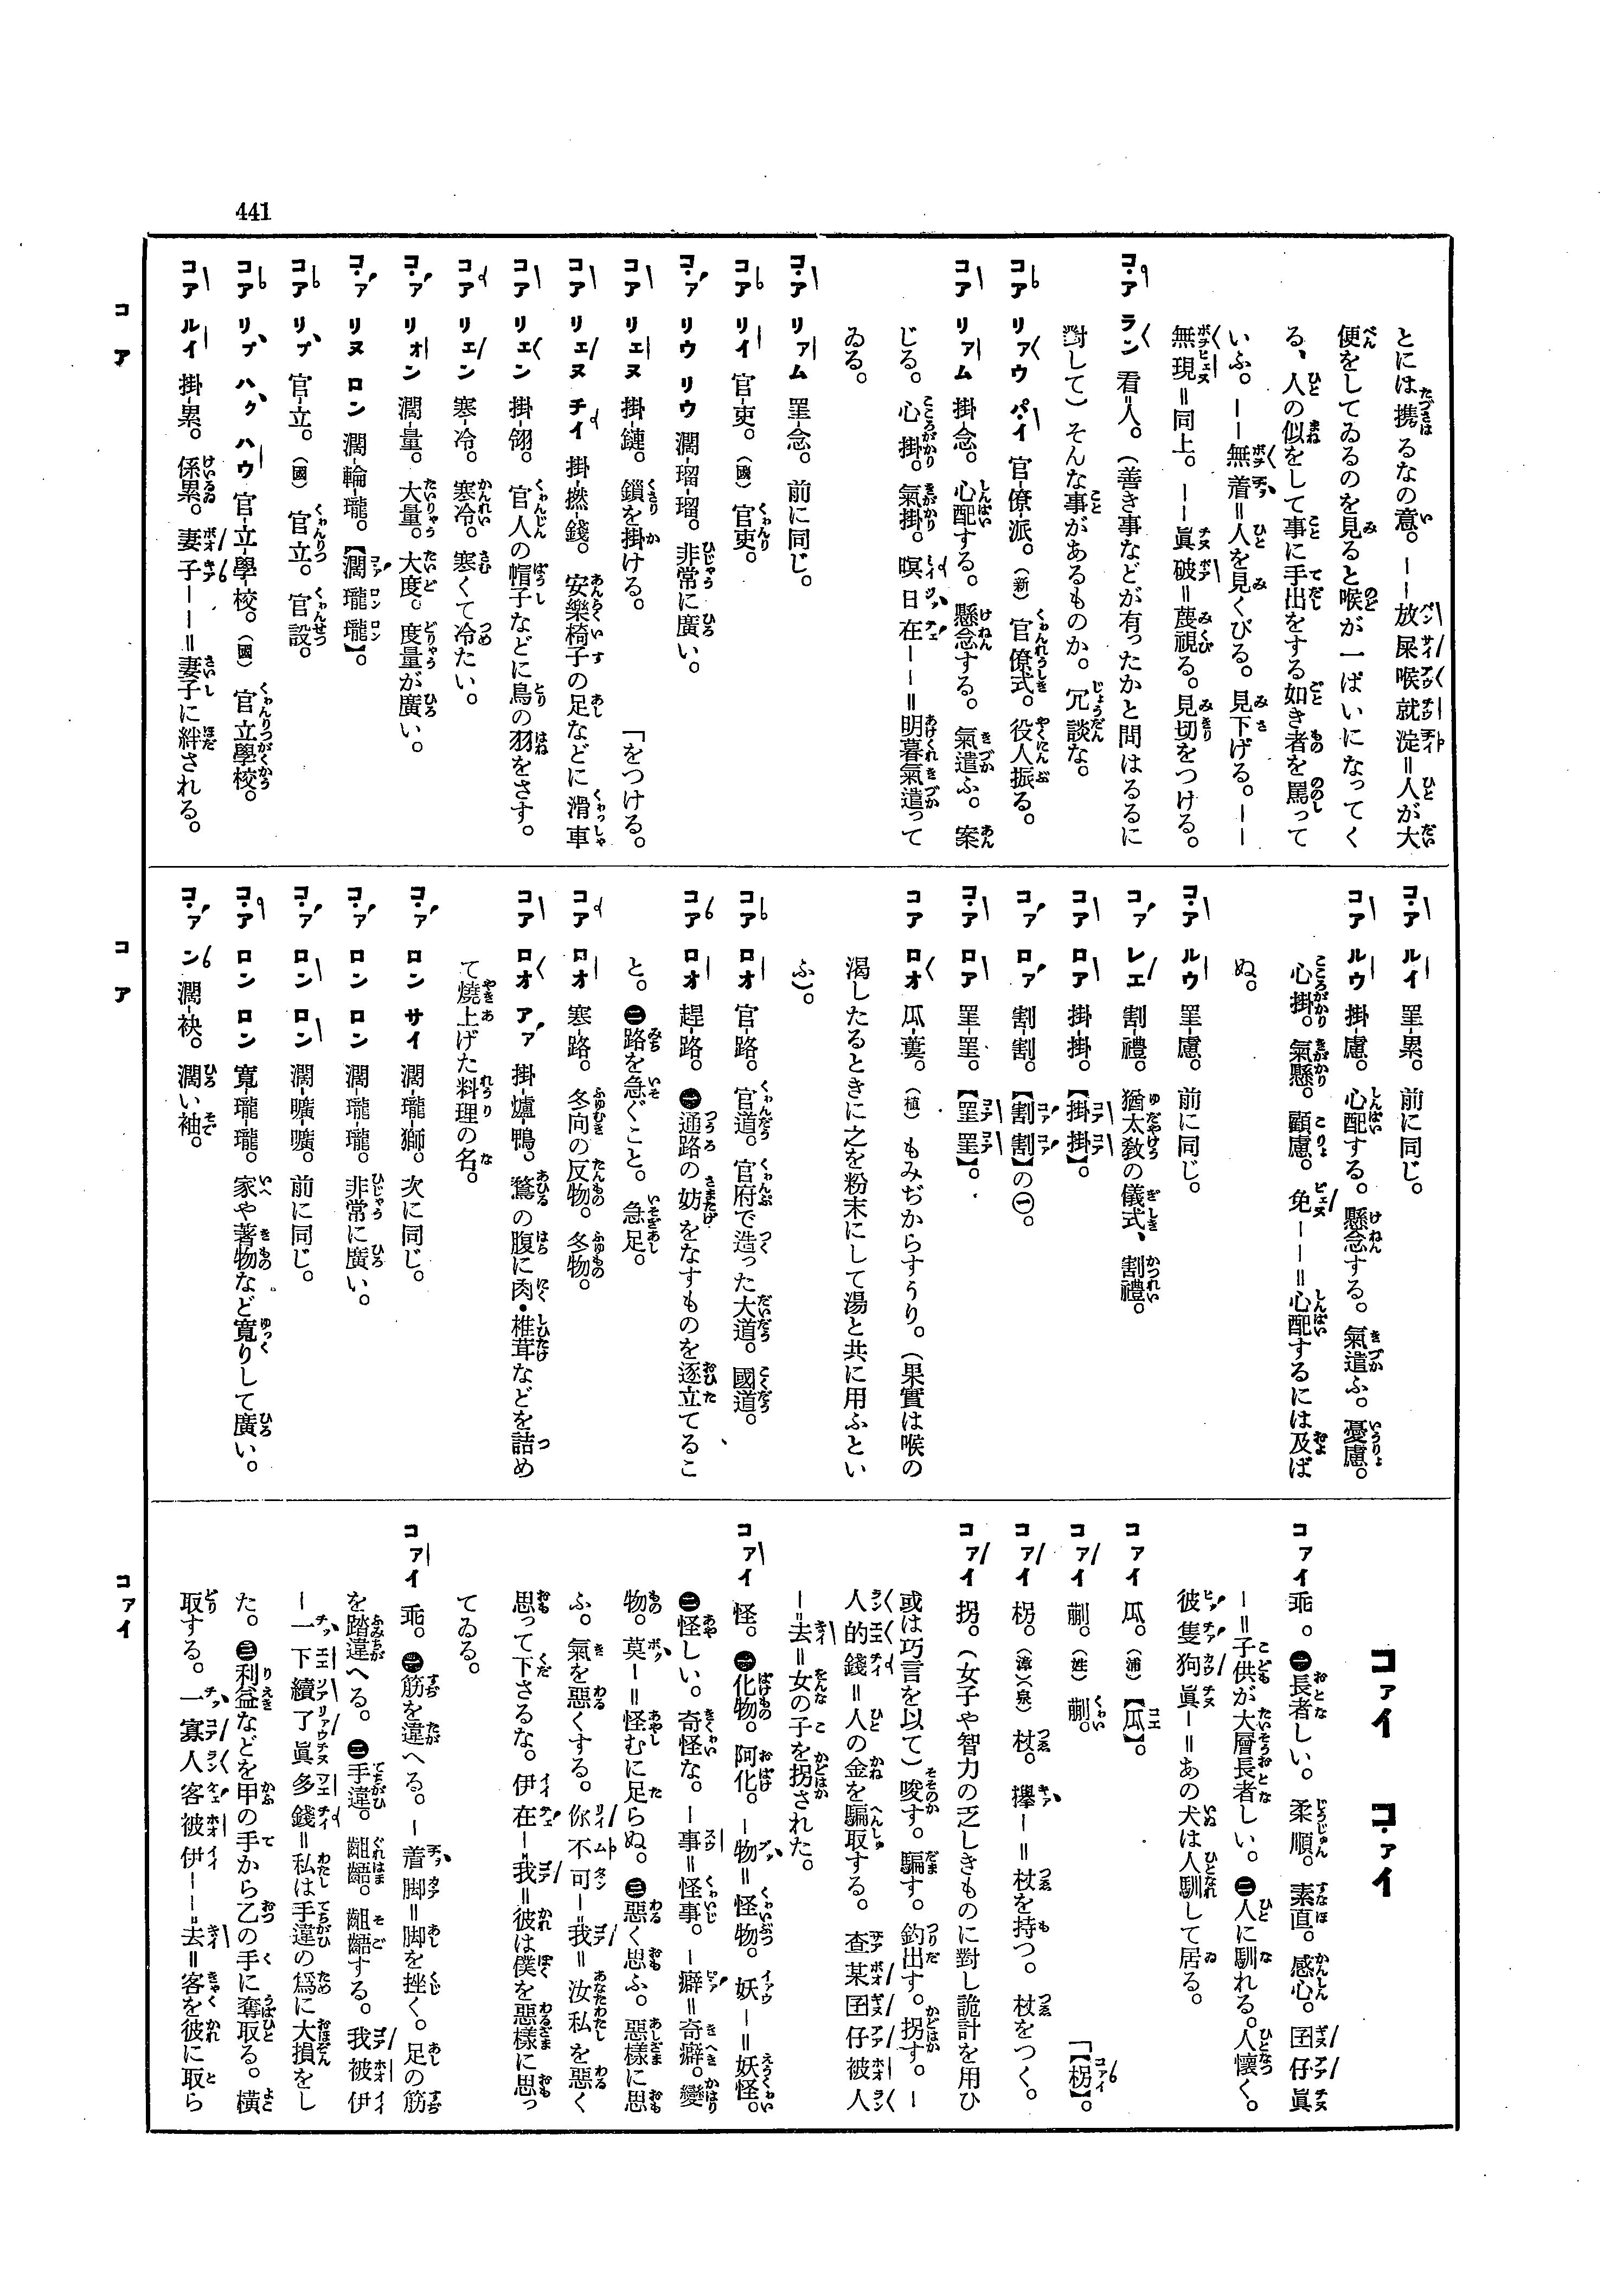 441
とには携るなの意。――放屎喉就淀＝人が大
便をしてゐるのを見ると喉が一ぱいになってく
る、人の似をして事に手出をする如き者を罵って
いふ。――無着＝人を見くびる。見下げる。――
無現＝同上。――眞破＝蔑視る。見切をつける。
コ・ア ラン 看＝人。（善き事などが有ったかと問はるるに
對して）そんな事があるものか。冗談な。
コア リァウ パイ 官-僚-派。（新）官僚式。役人振る。
コア リァム 掛念。心配する。懸念する。氣遣ふ。案
じる。心掛。氣掛。暝日在――＝明暮氣遣って
ゐる。
コ・ア リァム 罣-念。前に同じ。
コア リイ 官-吏。（國）官吏。
コ・ァ リウ リウ 濶-瑠-瑠。非常に廣い。
コア リェヌ 掛-鏈。鎖を掛ける。
コア リェヌ チイ 掛-撚-錢。安樂椅子の足などに滑車
「をつける。
コア リェン 掛-翎。官人の帽子などに鳥の羽をさす。
コア リェン 寒-冷。寒冷。寒くて冷たい。
コ・ァ リォン 濶-量。大量。大度。度量が廣い。
コ・ァ リヌ ロン 濶-輪-瓏。【濶瓏瓏】。
コア リプ 官-立。（國）官立。官設。
コア リプ ハク ハウ 官-立-學-校。（國）官立學校。
コア ルイ 掛-累。係累。妻子――＝妻子に絆される。
コ・ア ルイ 罣累。前に同じ。
コア ルウ 掛-慮。心配する。懸念する。氣遣ふ。憂慮。
心掛。氣懸。顧慮。免――＝心配するには及ば
ぬ。
コ・ア ルウ 罣-慮。前に同じ。
コァ レエ 割-禮。猶太敎の儀式、割禮。
コア ロア 掛-掛。【掛掛】。
コァ ロァ 割-割。【割割】の㊀。
コ・ア ロア 罣-罣。【罣罣】。
コア ロオ 瓜-蔞。（植）もみぢからすうり。（果實は喉の
渇したるときに之を粉末にして湯と共に用ふとい
ふ）。
コア ロオ 官-路。官道。官府で造った大道。國道。
コア ロオ 趕-路。㊀通路の妨をなすものを逐立てるこ
と。㊁路を急ぐこと。急足。
コア ロオ 寒-路。冬向の反物。冬物。
コア ロオ アァ 掛-爐-鴨。鶩の腹に肉・椎茸などを詰め
て燒上げた料理の名。
コ・ァ ロン サイ 濶-瓏-獅。次に同じ。
コ・ァ ロン ロン 濶-瓏-瓏。非常に廣い。
コ・ァ ロン ロン 濶-曠-曠。前に同じ。
コ・ア ロン ロン 寬-瓏-瓏。家や著物など寬りして廣い。
コ・ァ ンン 濶-䘸。濶い袖。
コァイ コ・ァイ
コァイ 乖。㊀長者しい。柔順。素直。感心。囝仔眞
―＝子供が大層長者しい。㊁人に馴れる。人懷く。
彼隻狗眞―＝あの犬は人馴して居る。
コァイ 瓜。（浦）【瓜】。
コァイ 蒯。（姓）蒯。
「【柺】。
コァイ 柺。（漳）（泉）杖。攑―＝杖を持つ。杖をつく。
コァイ 拐。（女子や智力の乏しきものに對し詭計を用ひ
或は巧言を以て）唆す。騙す。釣出す。拐す。―
人的錢＝人の金を騙取する。查某囝仔被人
―去＝女の子を拐された。
コァイ 怪。㊀化物。阿化。―物＝怪物。妖―＝妖怪。
㊁怪しい。奇怪な。―事＝怪事。―癖＝奇癖。變
物。莫―＝怪むに足らぬ。㊂惡く思ふ。惡樣に思
ふ。氣を惡くする。你不可―我＝汝私を惡く
思って下さるな。伊在―我＝彼は僕を惡樣に思っ
てゐる。
コァイ 乖。㊀筋を違へる。―着脚＝脚を挫く。足の筋
を踏違へる。㊁手違。齟齬。齟齬する。我被伊
―一下續了眞多錢＝私は手違の爲に大損をし
た。㊂利益などを甲の手から乙の手に奪取る。橫
取する。一寡人客被伊――去＝客を彼に取ら
コ ア
コ ア
コァイ